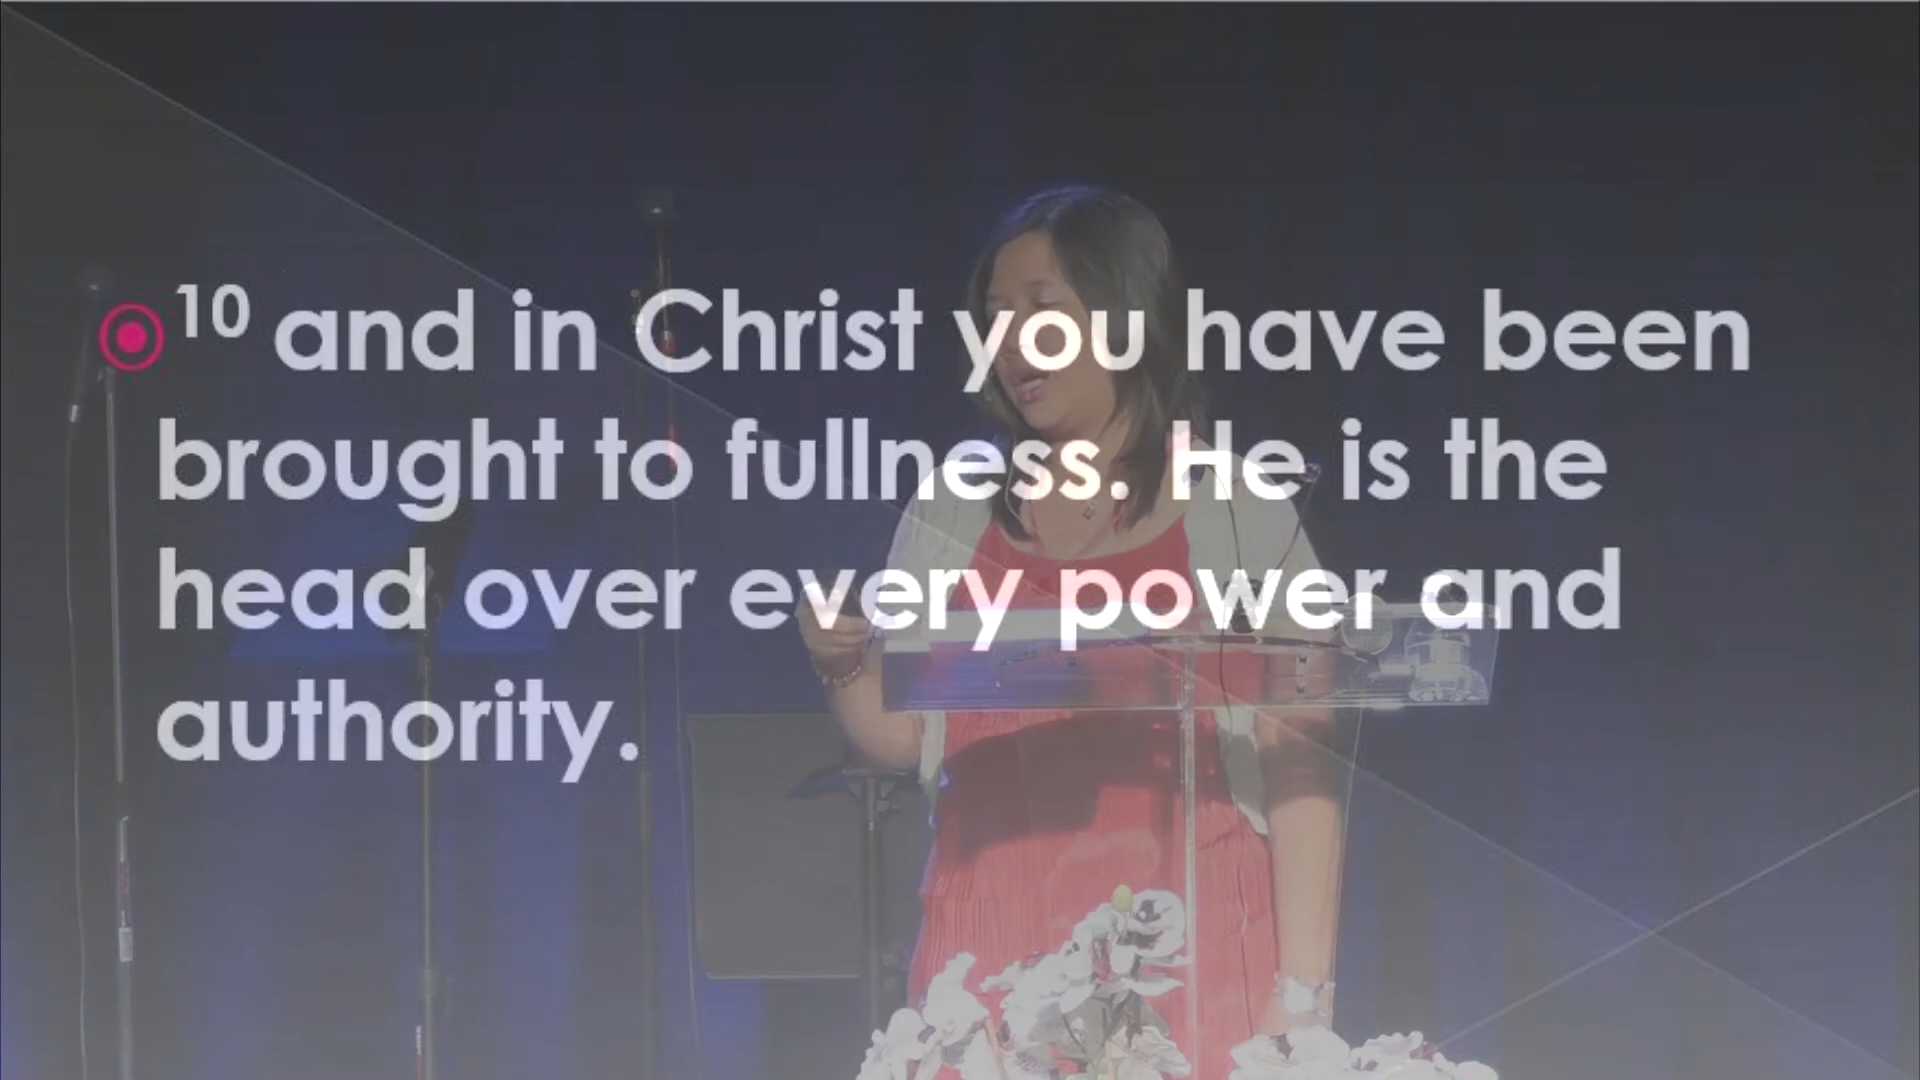 10 and in Christ you have been
brought to fullness. He is the
head over every power and
authority.